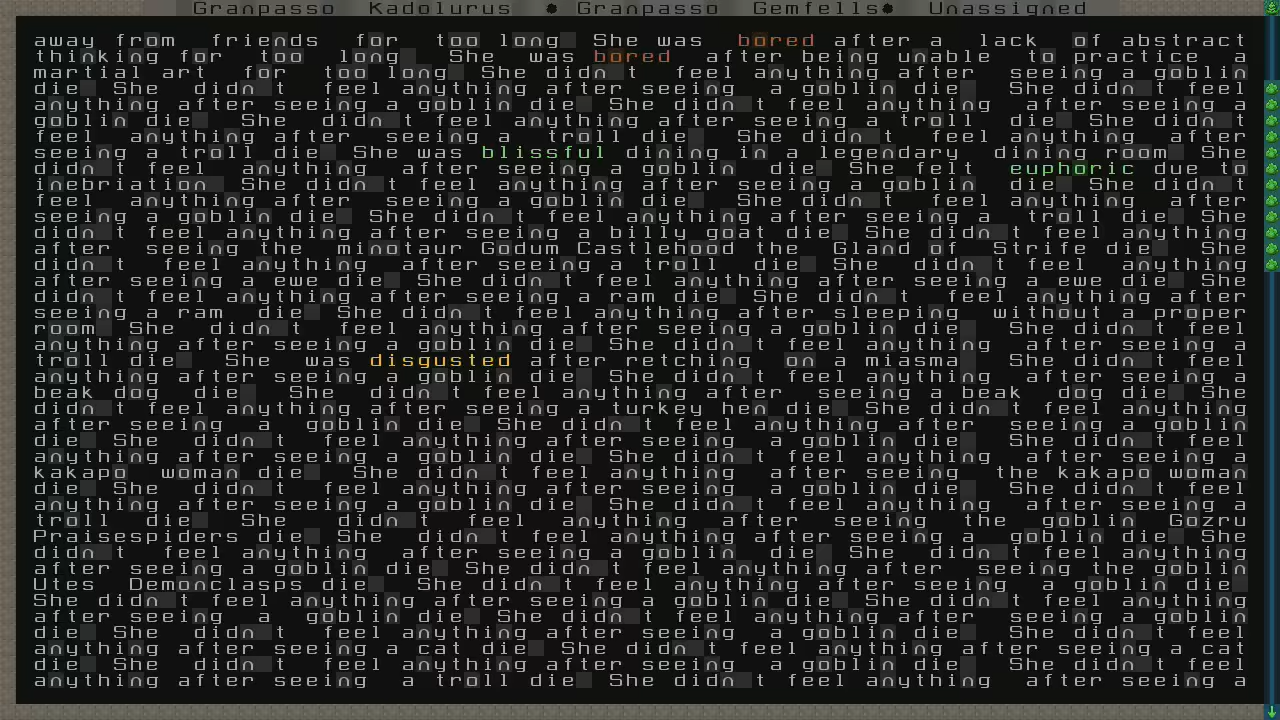 Granpasso Kadolurus Granpasso Gemfells Unassigned
away from friends for too long She was bored after a lack of abstract
thinking for too long She was bored after being unable to practice a
martial art for too long She didn t feel anything after seeing a goblin
die She didn t feel anything after seeing a goblin die She didn t feel
anything after seeing a goblin die She didn t feel anything after seeing a
goblin die She didn t feel anything after seeing a troll die She didn t
feel anything after seeing a troll die She didn t feel anything after
seeing a troll die She was blissful dining in a legendary dining room She
didn t feel anything after seeing a goblin die She felt euphoric due to
inebriation She didn t feel anything after seeing a goblin die She didn t
feel anything after seeing a goblin die She didn t feel anything after
seeing a goblin die She didn t feel anything after seeing a troll die She
didn t feel anything after seeing a billy goat die She didn t feel anything
after seeing the minotaur Godum Castlehood the Gland of Strife die She
didn t feel anything after seeing a troll die She didn t feel anything
after seeing a ewe die She didn t feel anything after seeing a ewe die She
didn t feel anything after seeing a ram die She didn t feel anything after
seeing a ram die She didn t feel anything after sleeping without a proper
room She didn t feel anything after seeing a goblin die She didn t feel
anything after seeing a goblin die She didn t feel anything after seeing a
troll die She was disgusted after retching on a miasma She didn t feel
anything after seeing a goblin die She didn t feel anything after seeing a
beak dog die She didn t feel anything after seeing a beak dog die She
didn t feel anything after seeing a turkey hen die She didn t feel anything
after seeing a goblin die She didn t feel anything after seeing a goblin
die She didn t feel anything after seeing a goblin die She didn t feel
anything after seeing a goblin die She didn t feel anything after seeing a
kakapo woman die She didn t feel anything after seeing the kakapo woman
die She didn t feel anything after seeing a goblin die She didn t feel
anything after seeing a goblin die She didn t feel anything after seeing a
troll die She didn t feel anything after seeing the goblin Gozru
Praisespiders die She didn t feel anything after seeing a goblin die She
didn t feel anything after seeing a goblin die She didn t feel anything
after seeing a goblin die She didn t feel anything after seeing the goblin
Utes Demonclasps die She didn t feel anything after seeing a goblin die
She didn t feel anything after seeing a goblin die She didn t feel anything
after seeing a goblin die She didn t feel anything after seeing a goblin
die She didn t feel anything after seeing a goblin die She didn t feel
anything after seeing a cat die She didn t feel anything after seeing a cat
die She didn t feel anything after seeing a goblin die She didn t feel
anything after seeing a troll die She didn t feel anything after seeing a